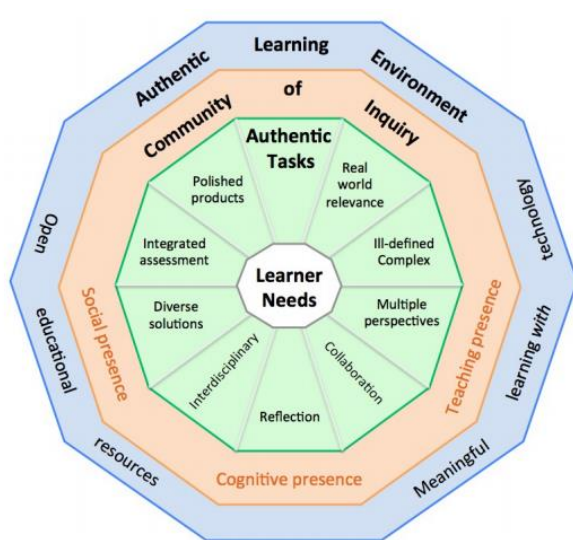 Authentic Learning Environment
Community of Inquiry
Authentic
Tasks
Real
world
relevance
Ill-defined
Complex
Multiple
perspectives
Collaboration
Reflection
Interdisciplinary
Diverse
solutions
Integrated
assessment
Polished
products
Learner
Needs
Social presence
Cognitive presence
Teaching presence
Open educational resources
Meaningful learning with technology